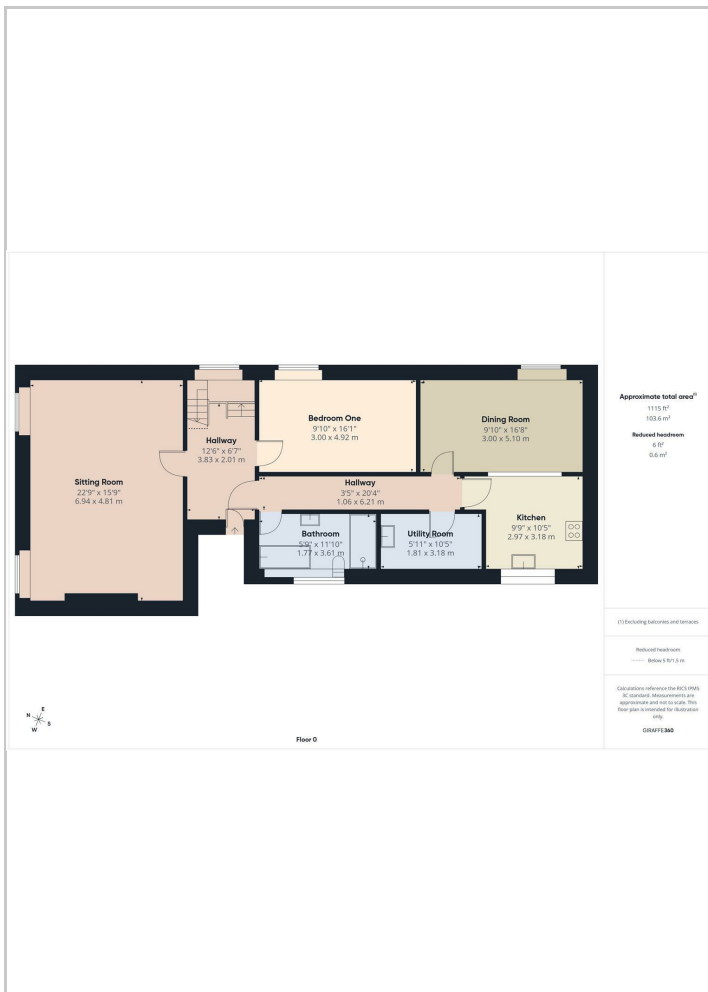 Sitting Room
22'9" x 15'9"
6.94 x 4.81 m
Hallway
12'6" x 6'7"
3.83 x 2.01 m
Bedroom One
9'10" x 16'1"
3.00 x 4.92 m
Dining Room
9'10" x 16'8"
3.00 x 5.10 m
Hallway
3'5" x 20'4"
1.06 x 6.21 m
Bathroom
5'9" x 11'10"
1.77 x 3.61 m
Utility Room
5'11" x 10'5"
1.81 x 3.18 m
Kitchen
9'9" x 10'5"
2.97 x 3.18 m
N E
W S
Floor 0
Approximate total area(1)
1115 ft²
103.6 m²
Reduced headroom
6 ft²
0.6 m²
(1) Excluding balconies and terraces
Reduced headroom
Below 5 ft/1.5 m
Calculations reference the RICS IPMS
3C standard. Measurements are
approximate and not to scale. This
floor plan is intended for illustration
only.
GIRAFFE360